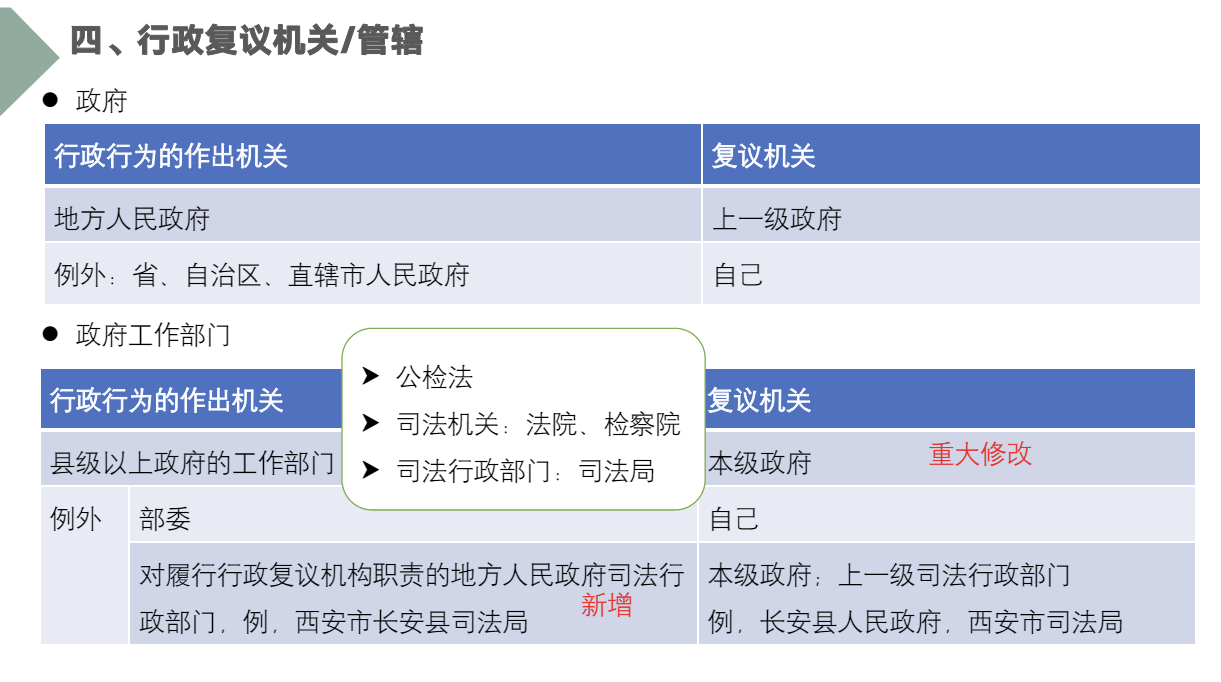 四、行政复议机关/管辖
● 政府
行政行为的作出机关 复议机关
地方人民政府 上一级政府
例外：省、自治区、直辖市人民政府 自己
● 政府工作部门
行政行为的作出机关 复议机关
县级以上政府的工作部门 本级政府 重大修改
➤ 公检法
➤ 司法机关：法院、检察院
➤ 司法行政部门：司法局
例外 部委 自己
对履行行政复议机构职责的地方人民政府司法行
政部门，例，西安市长安县司法局 新增
本级政府；上一级司法行政部门
例，长安县人民政府，西安市司法局